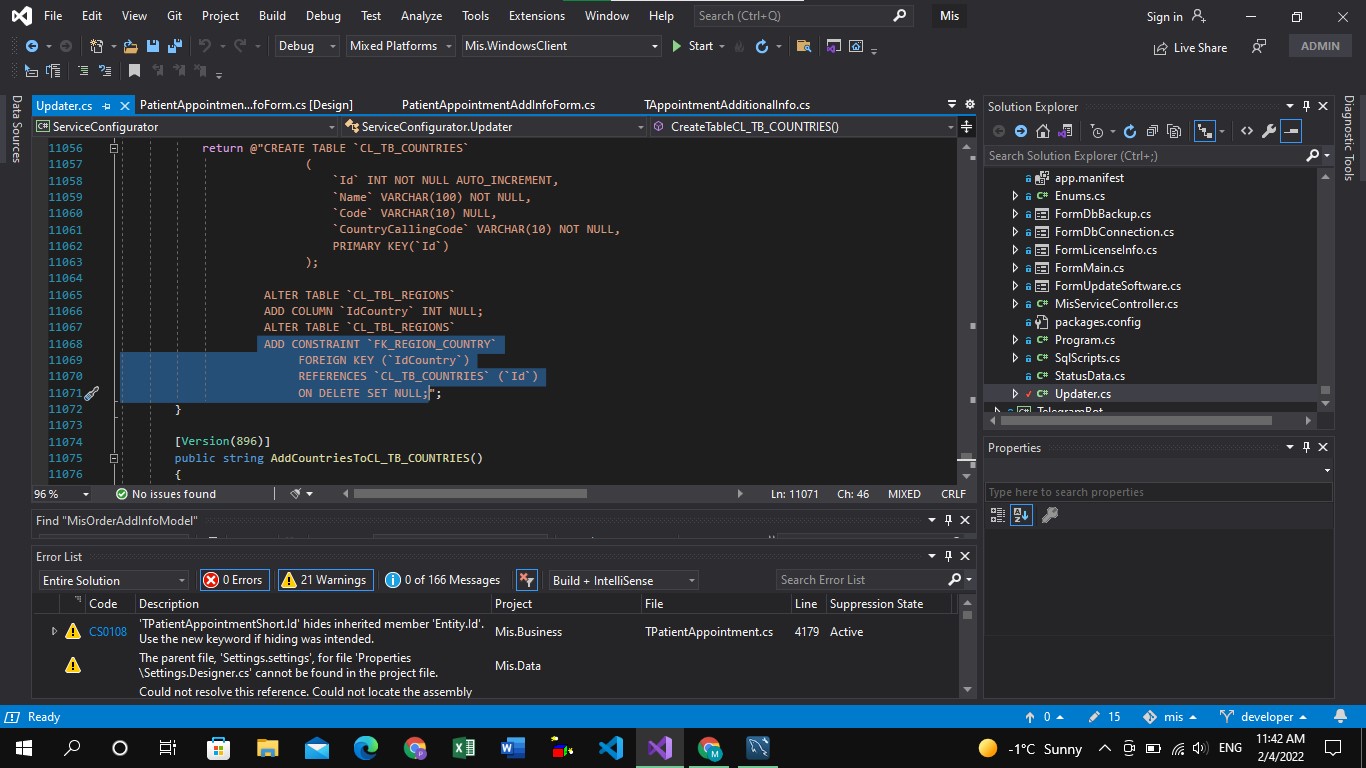 File Edit View Git Project Build Debug Test Analyze Tools Extensions Window Help Search (Ctrl+Q) Mis Sign in
Debug Mixed Platforms Mis.WindowsClient Start Live Share ADMIN
Data Sources
Updater.cs PatientAppointmen...foForm.cs [Design] PatientAppointmentAddInfoForm.cs TAppointmentAdditionalInfo.cs
ServiceConfigurator ServiceConfigurator.Updater CreateTableCL_TB_COUNTRIES()
11056 return @"CREATE TABLE `CL_TB_COUNTRIES`
11057 (
11058 `Id` INT NOT NULL AUTO_INCREMENT,
11059 `Name` VARCHAR(100) NOT NULL,
11060 `Code` VARCHAR(10) NULL,
11061 `CountryCallingCode` VARCHAR(10) NOT NULL,
11062 PRIMARY KEY(`Id`)
11063 );
11064
11065 ALTER TABLE `CL_TBL_REGIONS`
11066 ADD COLUMN `IdCountry` INT NULL;
11067 ALTER TABLE `CL_TBL_REGIONS`
11068 ADD CONSTRAINT `FK_REGION_COUNTRY`
11069 FOREIGN KEY (`IdCountry`)
11070 REFERENCES `CL_TB_COUNTRIES` (`Id`)
11071 ON DELETE SET NULL;";
11072 }
11073
11074 [Version(896)]
11075 public string AddCountriesToCL_TB_COUNTRIES()
11076 {
96 % No issues found Ln: 11071 Ch: 46 MIXED CRLF
Find "MisOrderAddInfoModel"
Error List
Entire Solution 0 Errors 21 Warnings 0 of 166 Messages Build + IntelliSense Search Error List
Code Description Project File Line Suppression State
CS0108 'TPatientAppointmentShort.Id' hides inherited member 'Entity.Id'. Use the new keyword if hiding was intended. Mis.Business TPatientAppointment.cs 4179 Active
The parent file, 'Settings.settings', for file 'Properties
\Settings.Designer.cs' cannot be found in the project file. Mis.Data
Could not resolve this reference. Could not locate the assembly
Solution Explorer
Search Solution Explorer (Ctrl+;)
app.manifest
Enums.cs
FormDbBackup.cs
FormDbConnection.cs
FormLicenseInfo.cs
FormMain.cs
FormUpdateSoftware.cs
MisServiceController.cs
packages.config
Program.cs
SqlScripts.cs
StatusData.cs
Updater.cs
TelegramBot
Properties
Type here to search properties
Diagnostic Tools
Ready 0 15 mis developer
-1°C Sunny ENG 11:42 AM
2/4/2022